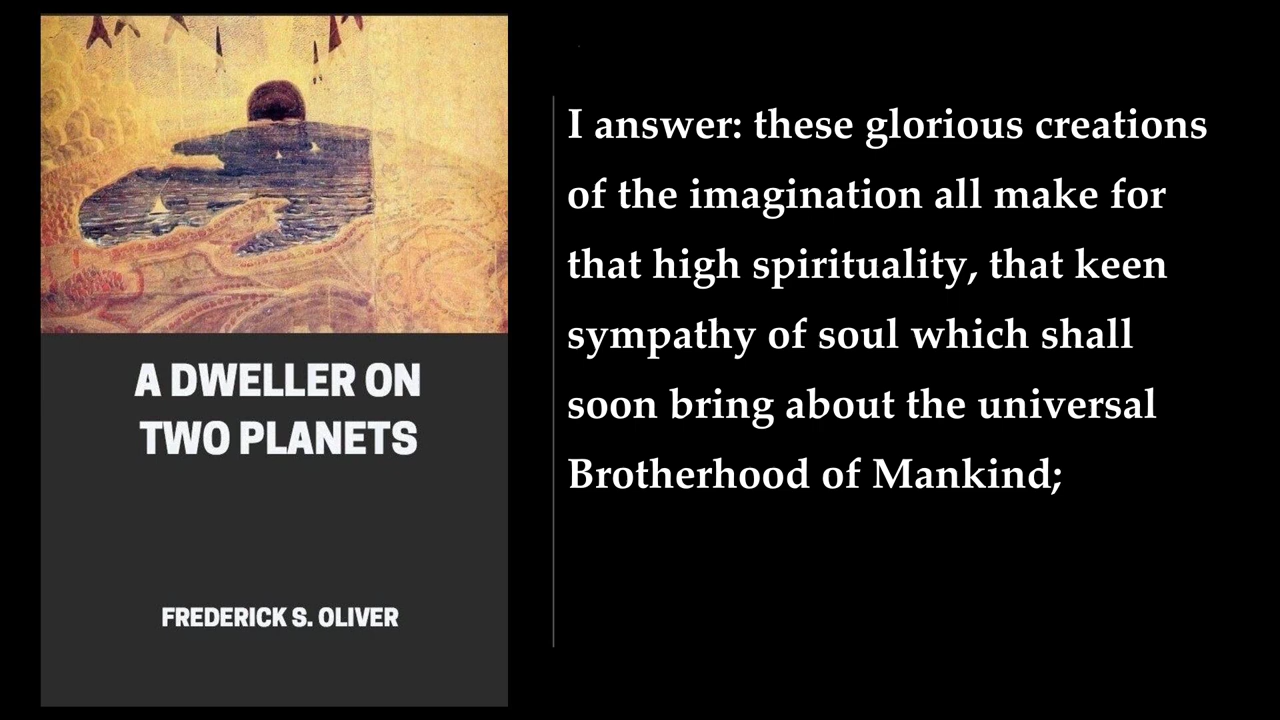 A DWELLER ON
TWO PLANETS
FREDERICK S. OLIVER
I answer: these glorious creations
of the imagination all make for
that high spirituality, that keen
sympathy of soul which shall
soon bring about the universal
Brotherhood of Mankind;